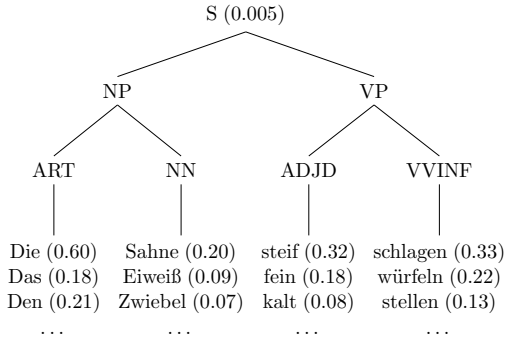 S (0.005)
NP VP
ART NN ADJD VVINF
Die (0.60) Sahne (0.20) steif (0.32) schlagen (0.33)
Das (0.18) Eiweiß (0.09) fein (0.18) würfeln (0.22)
Den (0.21) Zwiebel (0.07) kalt (0.08) stellen (0.13)
... ... ... ...